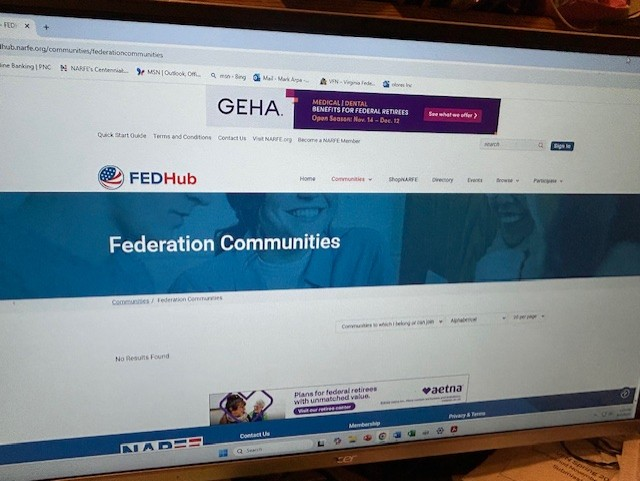 hub.narfe.org/communities/federationcommunities
ine Banking | PNC NARFE's Centennial... MSN | Outlook, Offi... msn - Bing Mail - Mark Arpa -... VFN – Virginia Fede...
GEHA.
MEDICAL | DENTAL
BENEFITS FOR FEDERAL RETIREES
Open Season: Nov. 14 – Dec. 12
See what we offer
Quick Start Guide Terms and Conditions Contact Us Visit NARFE.org Become a NARFE Member
search Sign In
FEDHub
Home Communities ShopNARFE Directory Events Browse Participate
Federation Communities
Communities / Federation Communities
Communities to which I belong or can join Alphabetical 10 per page
No Results Found
Plans for federal retirees
with unmatched value.
Visit our retiree center
aetna
NARFE
Contact Us Membership Privacy & Terms
Search
acer